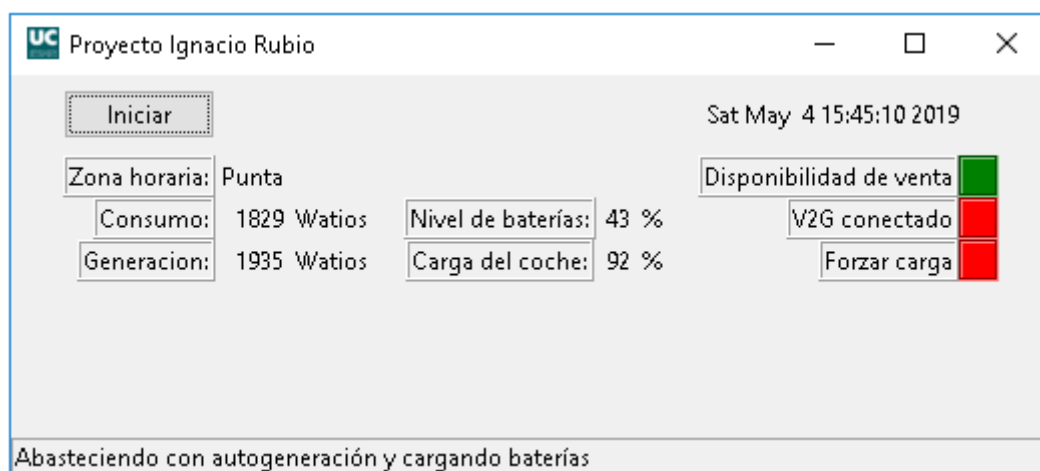 UC
Proyecto Ignacio Rubio
Iniciar
Sat May  4 15:45:10 2019
Zona horaria: Punta
Disponibilidad de venta
Consumo: 1829 Watios
Nivel de baterías: 43 %
V2G conectado
Generacion: 1935 Watios
Carga del coche: 92 %
Forzar carga
Abasteciendo con autogeneración y cargando baterías